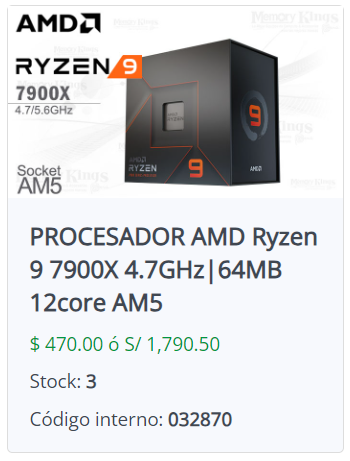 AMD
RYZEN 9
7900X
4.7/5.6GHz
Memory Kings
AMD
RYZEN
9
AMD
Socket
AM5
PROCESADOR AMD Ryzen
9 7900X 4.7GHz|64MB
12core AM5
$ 470.00 ó S/ 1,790.50
Stock: 3
Código interno: 032870